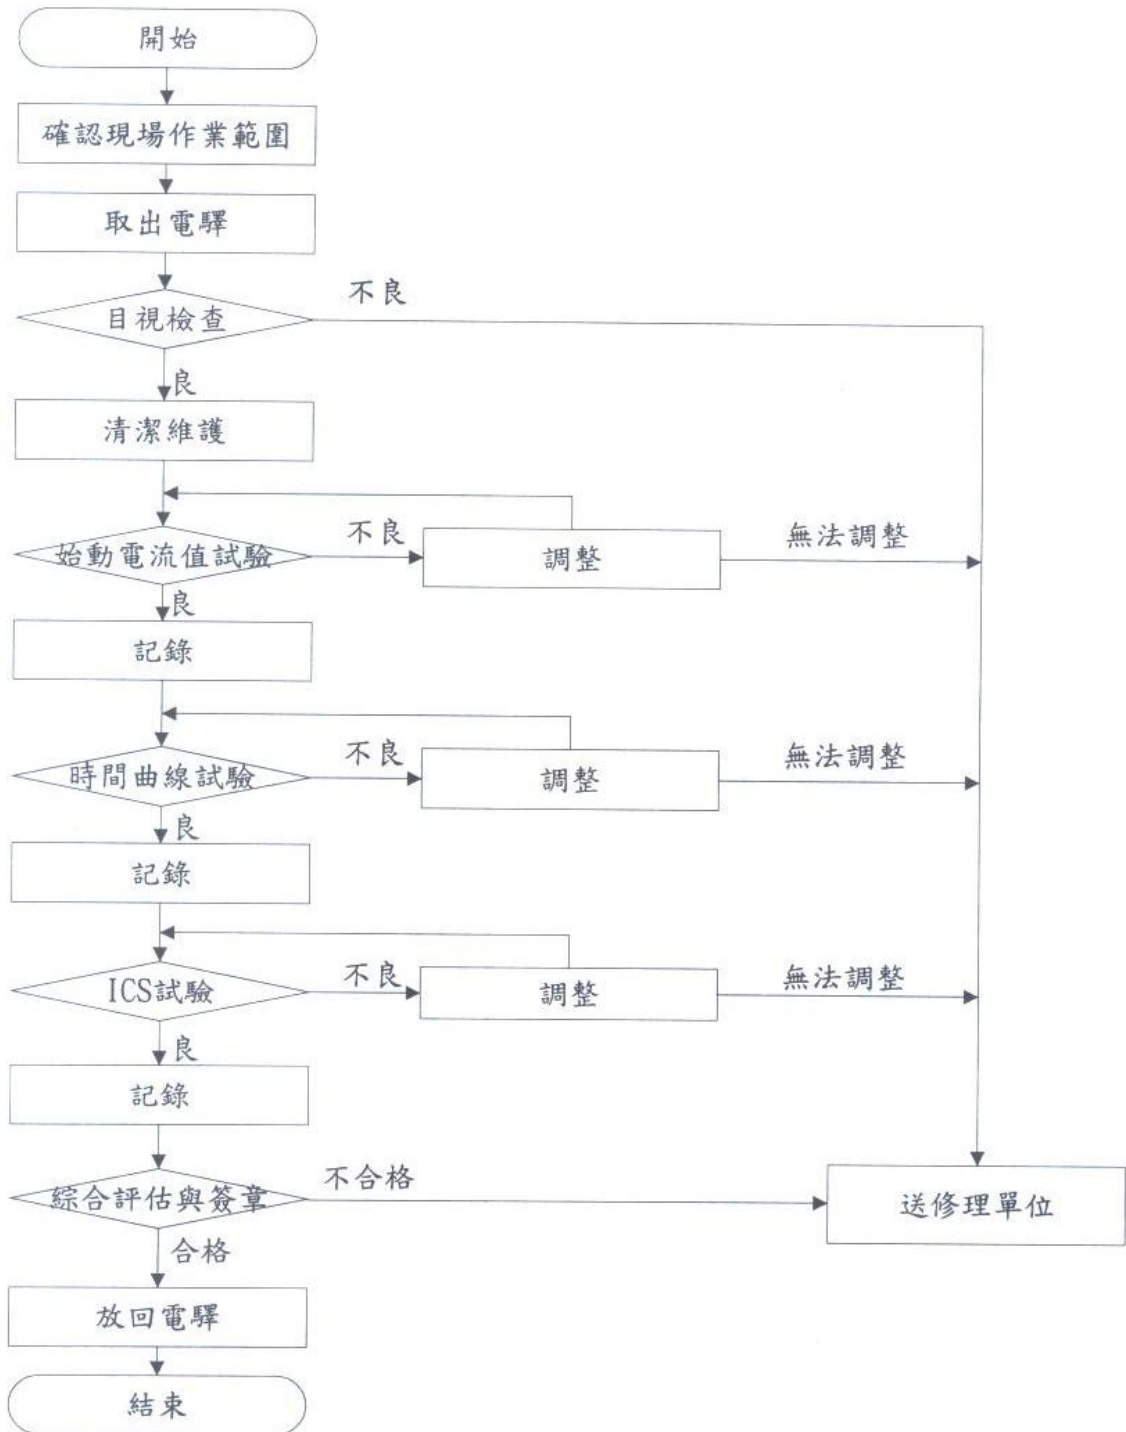 開始
確認現場作業範圍
取出電驛
目視檢查
不良
良
清潔維護
始動電流值試驗
不良
調整
無法調整
良
記錄
時間曲線試驗
不良
調整
無法調整
良
記錄
ICS試驗
不良
調整
無法調整
良
記錄
綜合評估與簽章
不合格
送修理單位
合格
放回電驛
結束